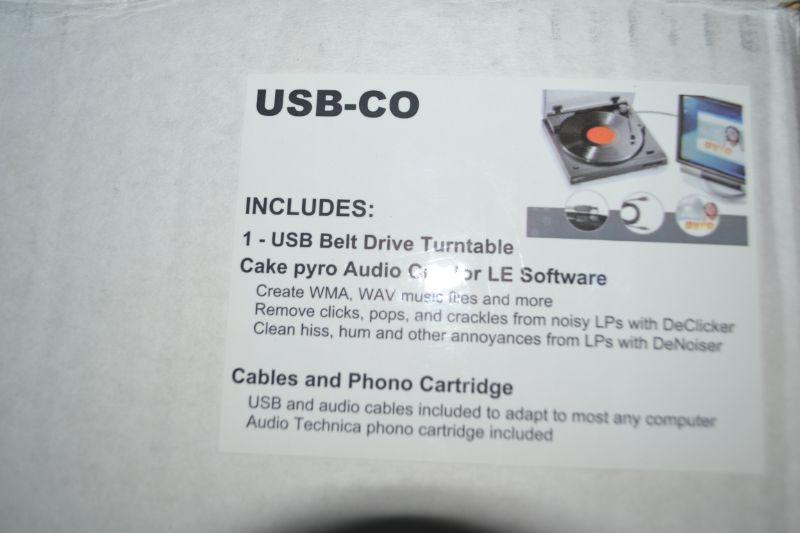 USB-CO
pyro
pyro
INCLUDES:
1 - USB Belt Drive Turntable
Cake pyro Audio LE Software
Create WMA, WAV music files and more
Remove clicks, pops, and crackles from noisy LPs with DeClicker
Clean hiss, hum and other annoyances from LPs with DeNoiser
Cables and Phono Cartridge
USB and audio cables included to adapt to most any computer
Audio Technica phono cartridge included